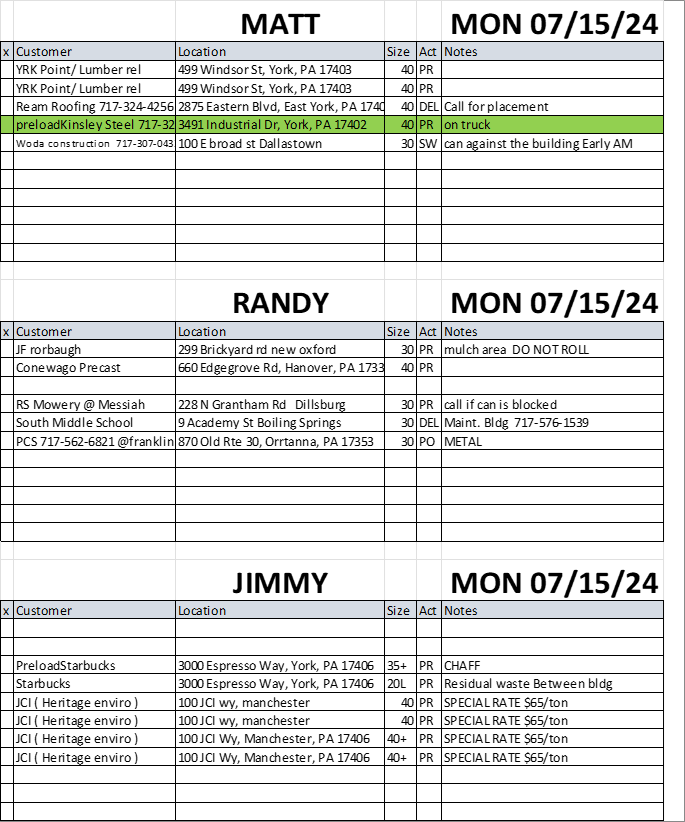 MATT MON 07/15/24
x Customer Location Size Act Notes
YRK Point/ Lumber rel 499 Windsor St, York, PA 17403 40 PR
YRK Point/ Lumber rel 499 Windsor St, York, PA 17403 40 PR
Ream Roofing 717-324-4256 2875 Eastern Blvd, East York, PA 1740 40 DEL Call for placement
preloadKinsley Steel 717-32 3491 Industrial Dr, York, PA 17402 40 PR on truck
Woda construction 717-307-043 100 E broad st Dallastown 30 SW can against the building Early AM
RANDY MON 07/15/24
x Customer Location Size Act Notes
JF rorbaugh 299 Brickyard rd new oxford 30 PR mulch area DO NOT ROLL
Conewago Precast 660 Edgegrove Rd, Hanover, PA 1733 40 PR
RS Mowery @ Messiah 228 N Grantham Rd Dillsburg 30 PR call if can is blocked
South Middle School 9 Academy St Boiling Springs 30 DEL Maint. Bldg 717-576-1539
PCS 717-562-6821 @franklin 870 Old Rte 30, Orrtanna, PA 17353 30 PO METAL
JIMMY MON 07/15/24
x Customer Location Size Act Notes
PreloadStarbucks 3000 Espresso Way, York, PA 17406 35+ PR CHAFF
Starbucks 3000 Espresso Way, York, PA 17406 20L PR Residual waste Between bldg
JCI ( Heritage enviro ) 100 JCI wy, manchester 40 PR SPECIAL RATE $65/ton
JCI ( Heritage enviro ) 100 JCI wy, manchester 40 PR SPECIAL RATE $65/ton
JCI ( Heritage enviro ) 100 JCI Wy, Manchester, PA 17406 40+ PR SPECIAL RATE $65/ton
JCI ( Heritage enviro ) 100 JCI Wy, Manchester, PA 17406 40+ PR SPECIAL RATE $65/ton